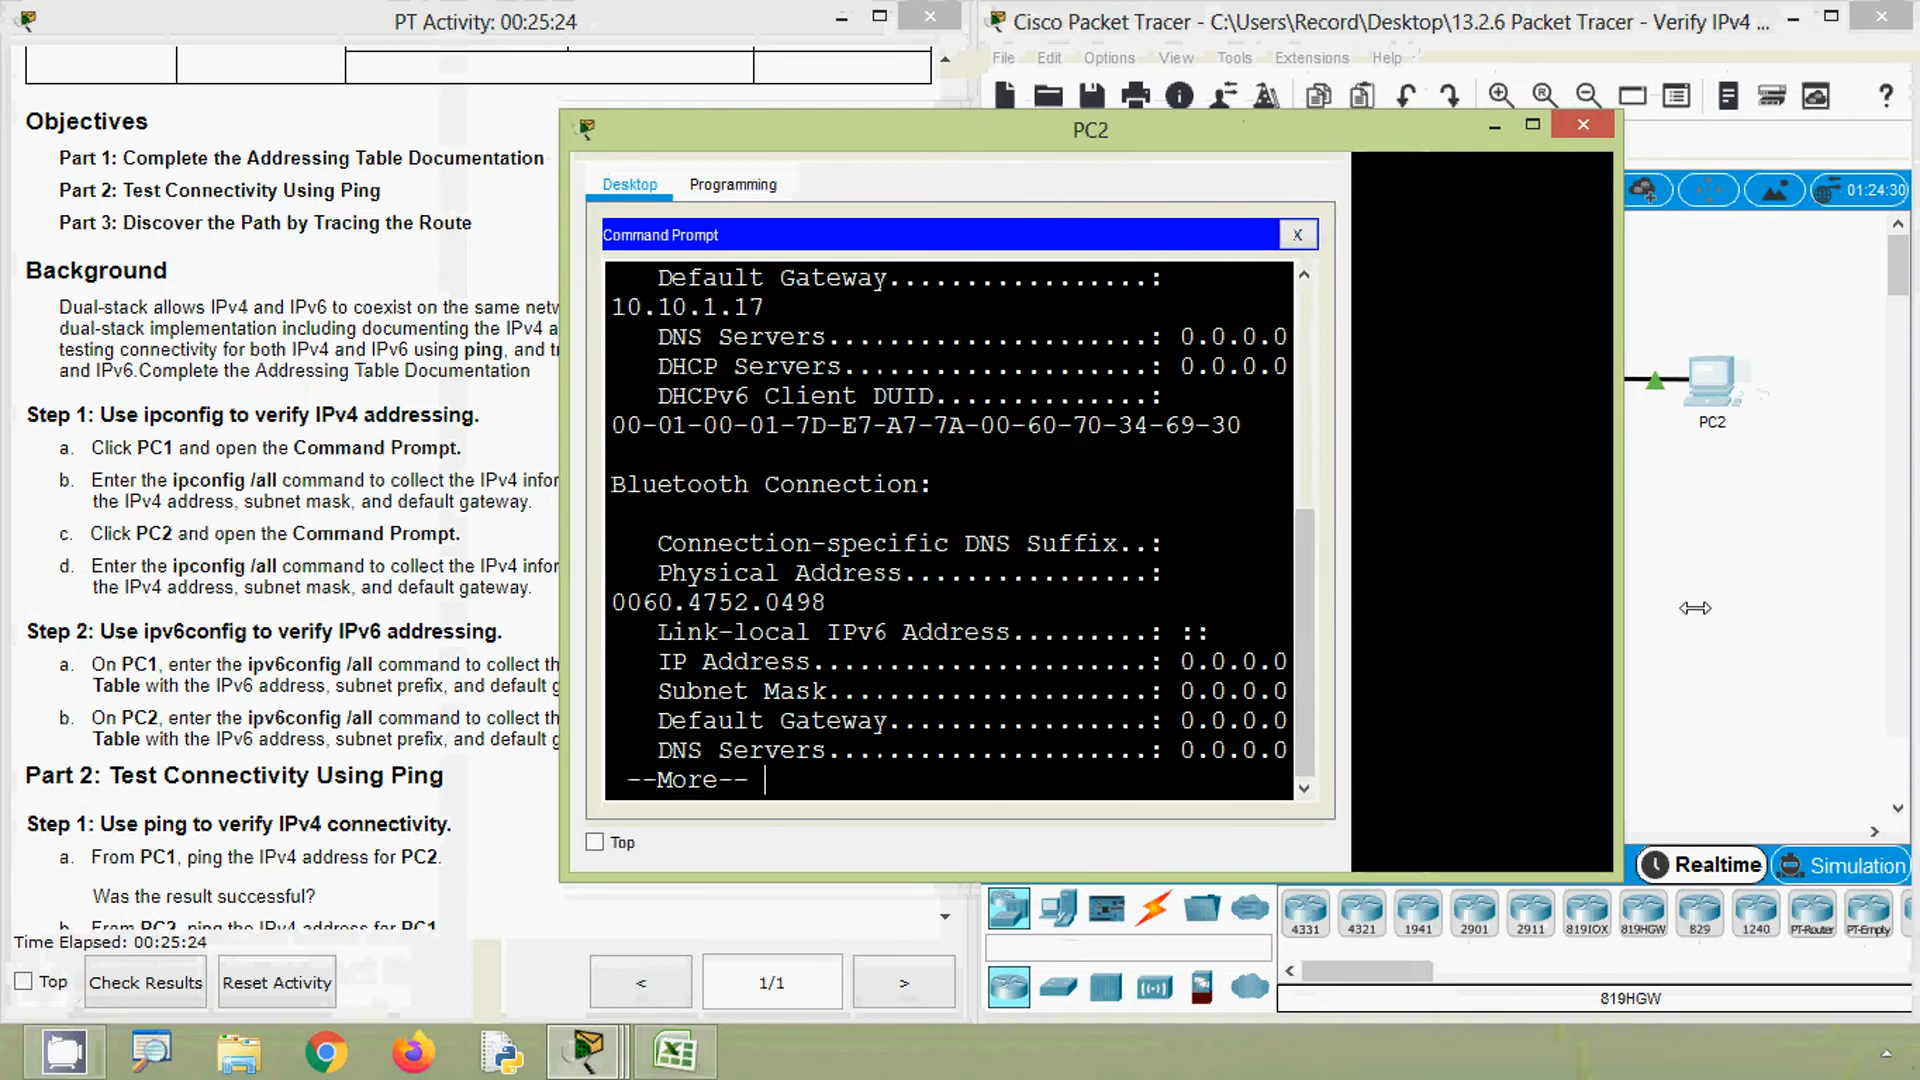 PT Activity: 00:25:24
Objectives
Part 1: Complete the Addressing Table Documentation
Part 2: Test Connectivity Using Ping
Part 3: Discover the Path by Tracing the Route
Background
Dual-stack allows IPv4 and IPv6 to coexist on the same netw
dual-stack implementation including documenting the IPv4 a
testing connectivity for both IPv4 and IPv6 using ping, and tr
and IPv6.Complete the Addressing Table Documentation
Step 1: Use ipconfig to verify IPv4 addressing.
a. Click PC1 and open the Command Prompt.
b. Enter the ipconfig /all command to collect the IPv4 infor
the IPv4 address, subnet mask, and default gateway.
c. Click PC2 and open the Command Prompt.
d. Enter the ipconfig /all command to collect the IPv4 infor
the IPv4 address, subnet mask, and default gateway.
Step 2: Use ipv6config to verify IPv6 addressing.
a. On PC1, enter the ipv6config /all command to collect th
Table with the IPv6 address, subnet prefix, and default g
b. On PC2, enter the ipv6config /all command to collect th
Table with the IPv6 address, subnet prefix, and default g
Part 2: Test Connectivity Using Ping
Step 1: Use ping to verify IPv4 connectivity.
a. From PC1, ping the IPv4 address for PC2.
Was the result successful?
b. From PC2, ping the IPv4 address for PC1
Time Elapsed: 00:25:24
Top
Check Results
Reset Activity
<
1/1
>
Cisco Packet Tracer - C:\Users\Record\Desktop\13.2.6 Packet Tracer - Verify IPv4 ...
File Edit Options View Tools Extensions Help
01:24:30
PC2
Desktop
Programming
Command Prompt
X
Default Gateway.................:
10.10.1.17
DNS Servers.....................: 0.0.0.0
DHCP Servers....................: 0.0.0.0
DHCPv6 Client DUID..............:
00-01-00-01-7D-E7-A7-7A-00-60-70-34-69-30
Bluetooth Connection:
Connection-specific DNS Suffix..:
Physical Address................:
0060.4752.0498
Link-local IPv6 Address.........: ::
IP Address......................: 0.0.0.0
Subnet Mask.....................: 0.0.0.0
Default Gateway.................: 0.0.0.0
DNS Servers.....................: 0.0.0.0
--More--
Top
PC2
Realtime
Simulation
4331 4321 1941 2901 2911 819IOX 819HGW 829 1240 PT-Router PT-Empty
819HGW